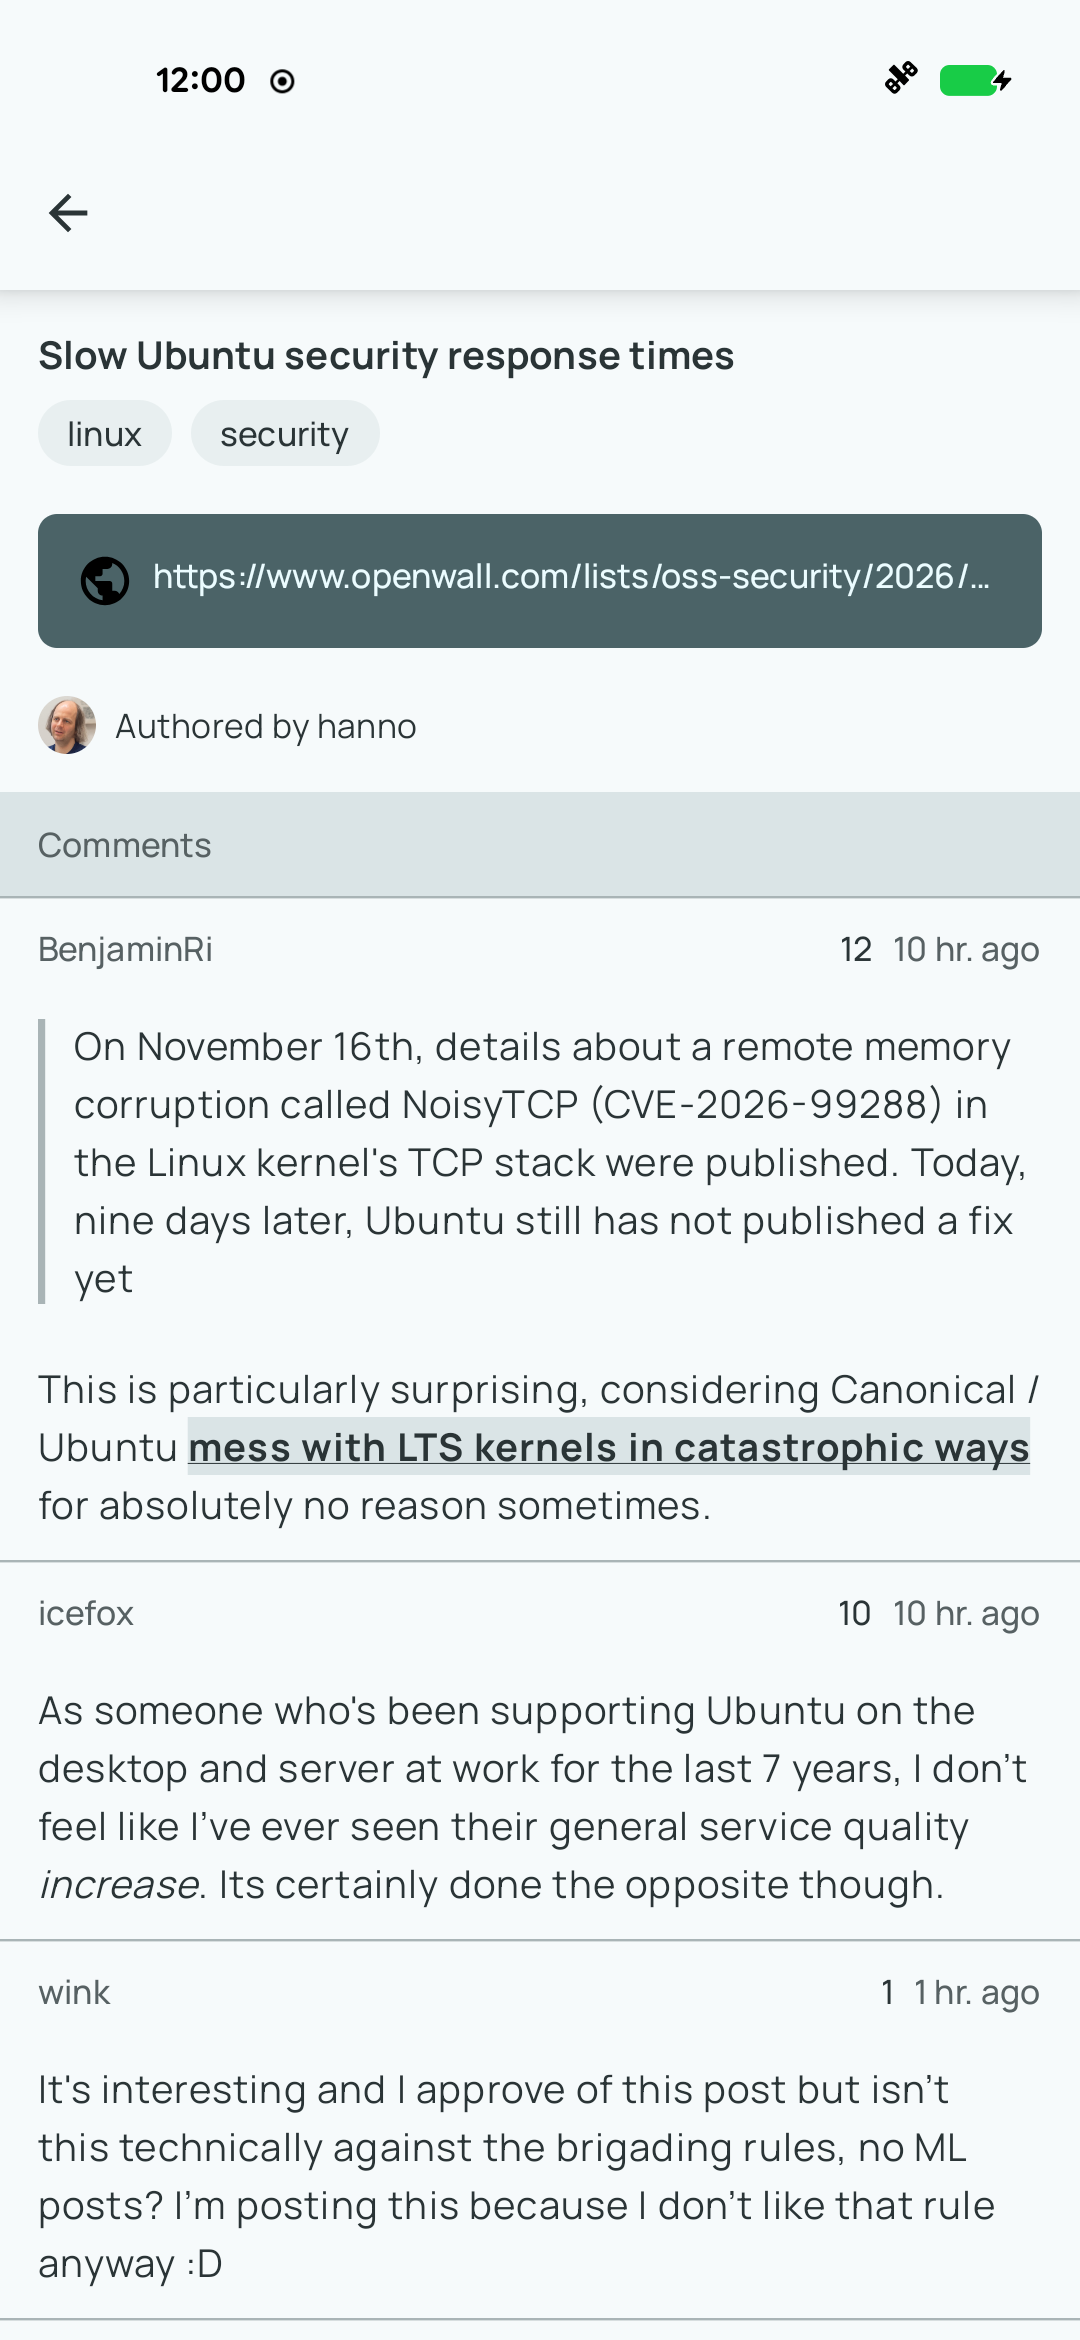 12:00
Slow Ubuntu security response times
linux
security
https://www.openwall.com/lists/oss-security/2026/...
Authored by hanno
Comments
BenjaminRi
12 10 hr. ago
On November 16th, details about a remote memory
corruption called NoisyTCP (CVE-2026-99288) in
the Linux kernel's TCP stack were published. Today,
nine days later, Ubuntu still has not published a fix
yet
This is particularly surprising, considering Canonical /
Ubuntu mess with LTS kernels in catastrophic ways
for absolutely no reason sometimes.
icefox
10 10 hr. ago
As someone who's been supporting Ubuntu on the
desktop and server at work for the last 7 years, I don’t
feel like I’ve ever seen their general service quality
increase. Its certainly done the opposite though.
wink
1 1 hr. ago
It's interesting and I approve of this post but isn’t
this technically against the brigading rules, no ML
posts? I’m posting this because I don’t like that rule
anyway :D